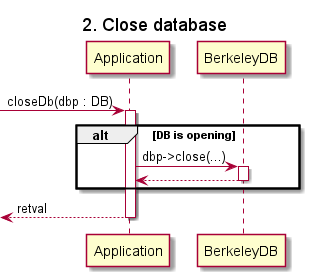 2. Close database
Application BerkeleyDB
closeDb(dbp : DB)
alt [DB is opening]
dbp->close(...)
retval
Application BerkeleyDB